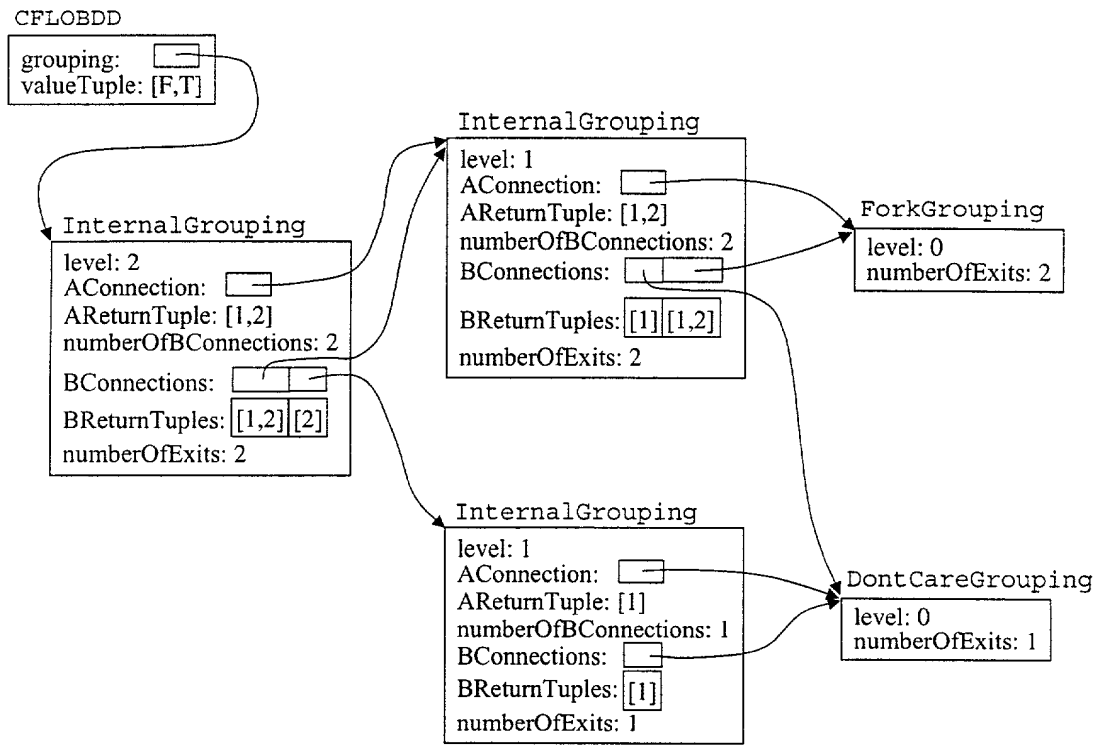 CFLOBDD
grouping:
valueTuple: [F,T]
InternalGrouping
level: 2
AConnection:
AReturnTuple: [1,2]
numberOfBConnections: 2
BConnections:
BReturnTuples: [1,2] [2]
numberOfExits: 2
InternalGrouping
level: 1
AConnection:
AReturnTuple: [1,2]
numberOfBConnections: 2
BConnections:
BReturnTuples: [1] [1,2]
numberOfExits: 2
ForkGrouping
level: 0
numberOfExits: 2
InternalGrouping
level: 1
AConnection:
AReturnTuple: [1]
numberOfBConnections: 1
BConnections:
BReturnTuples: [1]
numberOfExits: 1
DontCareGrouping
level: 0
numberOfExits: 1